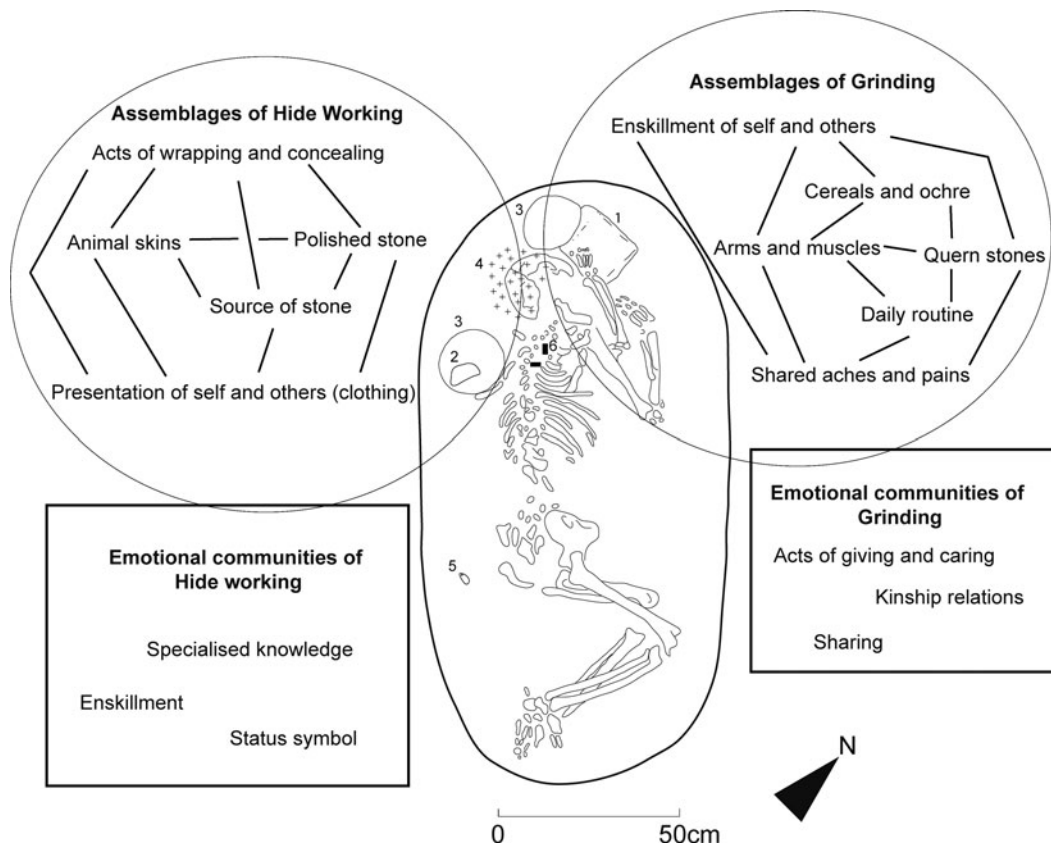 Assemblages of Hide Working
Acts of wrapping and concealing
Animal skins
Polished stone
Source of stone
Presentation of self and others (clothing)
Assemblages of Grinding
Enskillment of self and others
Cereals and ochre
Arms and muscles
Quern stones
Daily routine
Shared aches and pains
3
1
4
3
2
6
5
Emotional communities of
Hide working
Specialised knowledge
Enskillment
Status symbol
Emotional communities of
Grinding
Acts of giving and caring
Kinship relations
Sharing
N
0
50cm